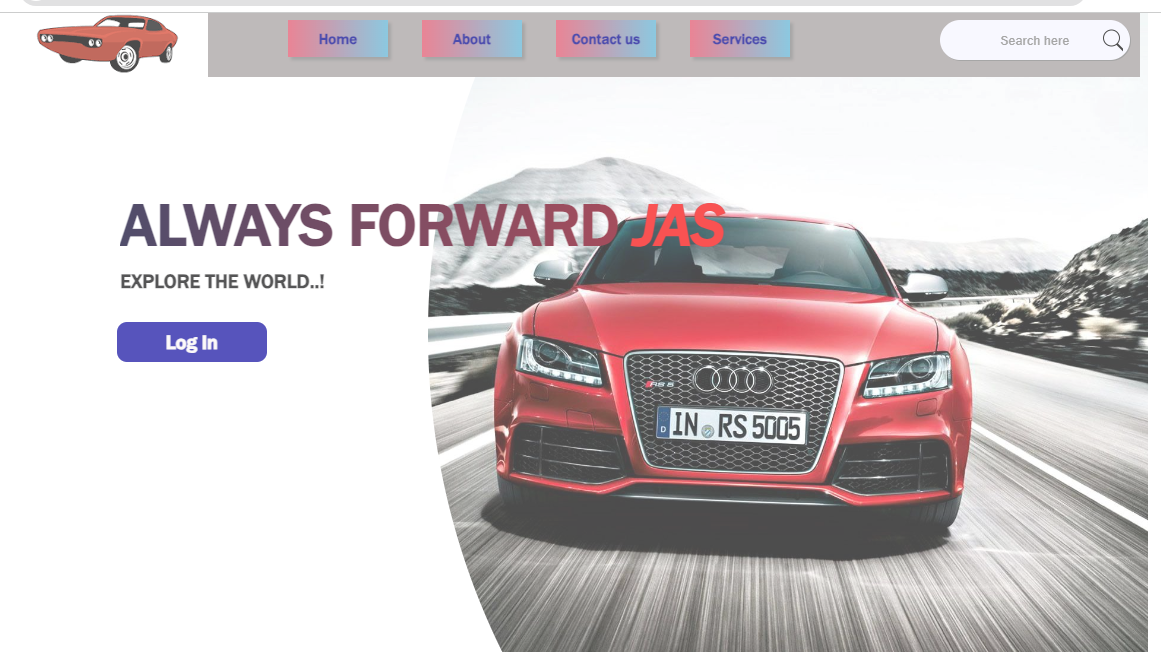 Home
About
Contact us
Services
Search here
ALWAYS FORWARD JAS
EXPLORE THE WORLD..!
Log In
RS 5
D IN RS 5005